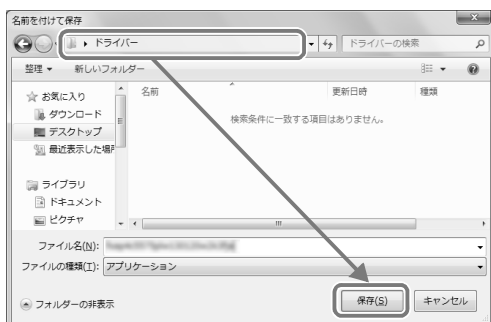 名前を付けて保存
ドライバー
ドライバーの検索
整理 新しいフォルダー
お気に入り
ダウンロード
デスクトップ
最近表示した場所
ライブラリ
ドキュメント
ピクチャ
名前 更新日時 種類
検索条件に一致する項目はありません。
ファイル名(N):
ファイルの種類(T): アプリケーション
フォルダーの非表示
保存(S) キャンセル